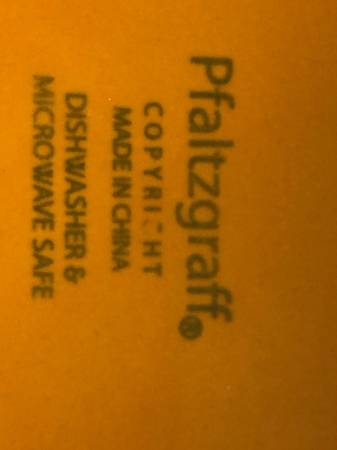 Pfaltzgraff®
COPYRIGHT
MADE IN CHINA
DISHWASHER &
MICROWAVE SAFE